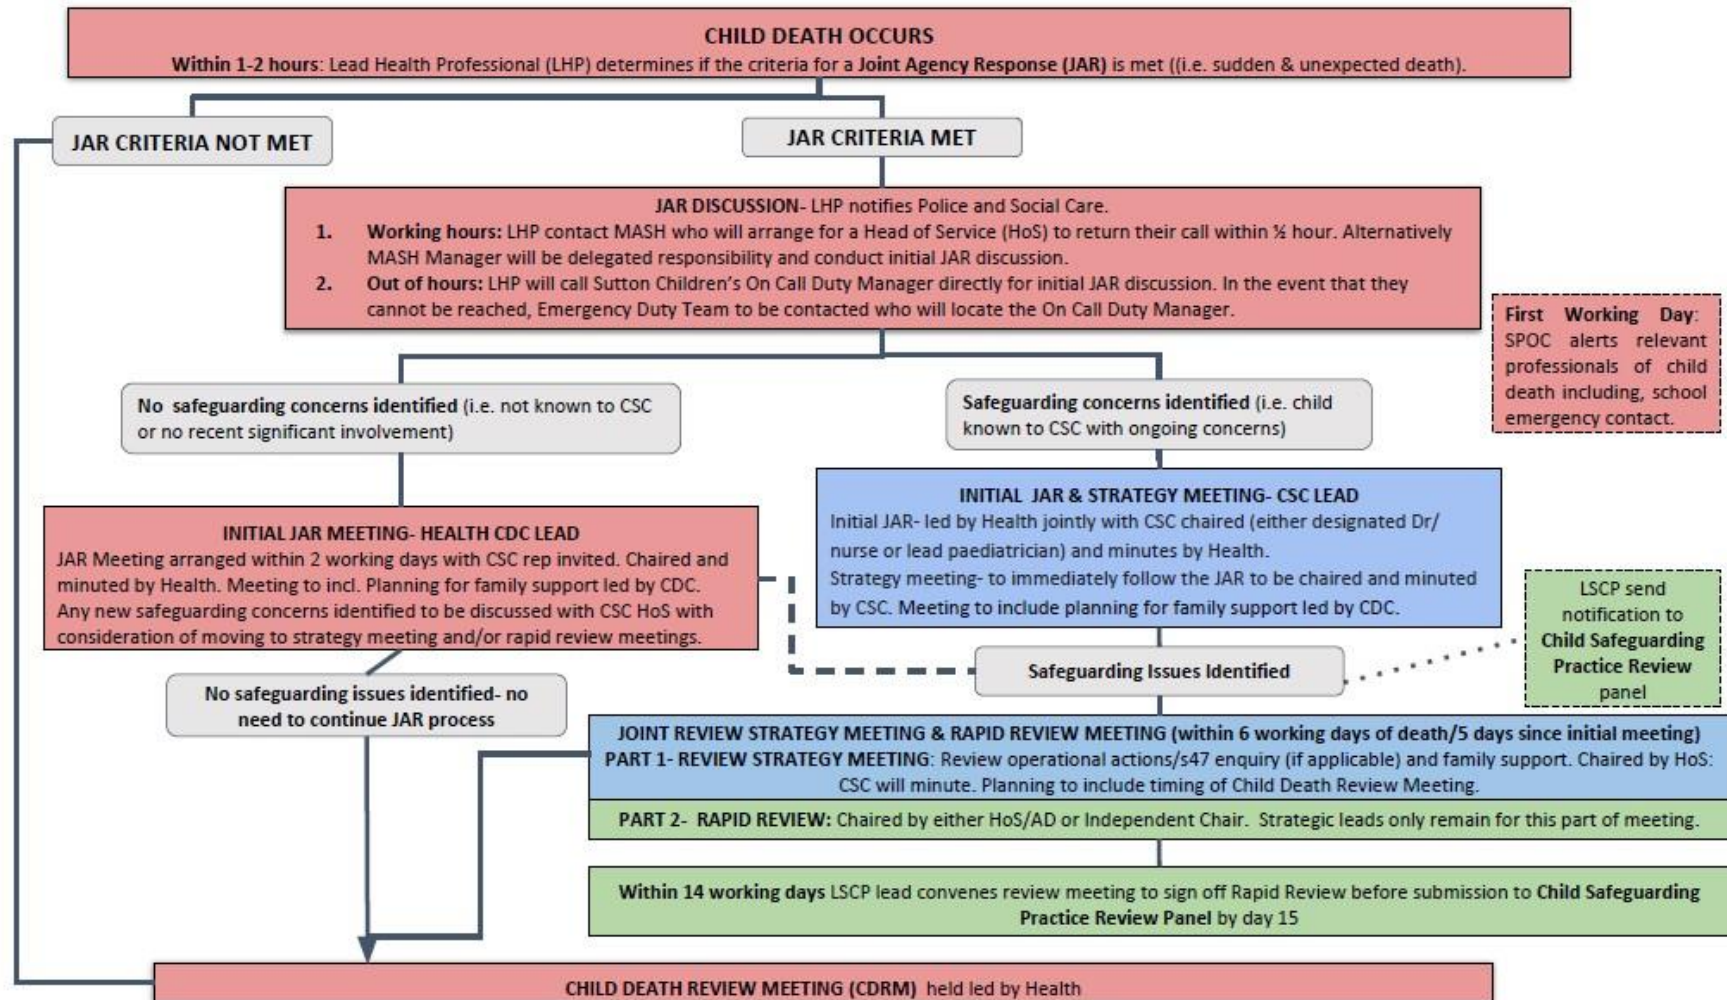 CHILD DEATH OCCURS
Within 1-2 hours: Lead Health Professional (LHP) determines if the criteria for a Joint Agency Response (JAR) is met ((i.e. sudden & unexpected death).
JAR CRITERIA NOT MET
JAR CRITERIA MET
JAR DISCUSSION- LHP notifies Police and Social Care.
1. Working hours: LHP contact MASH who will arrange for a Head of Service (HoS) to return their call within ½ hour. Alternatively
MASH Manager will be delegated responsibility and conduct initial JAR discussion.
2. Out of hours: LHP will call Sutton Children's On Call Duty Manager directly for initial JAR discussion. In the event that they
cannot be reached, Emergency Duty Team to be contacted who will locate the On Call Duty Manager.
First Working Day:
SPOC alerts relevant
professionals of child
death including, school
emergency contact.
No safeguarding concerns identified (i.e. not known to CSC
or no recent significant involvement)
Safeguarding concerns identified (i.e. child
known to CSC with ongoing concerns)
INITIAL JAR MEETING- HEALTH CDC LEAD
JAR Meeting arranged within 2 working days with CSC rep invited. Chaired and
minuted by Health. Meeting to incl. Planning for family support led by CDC.
Any new safeguarding concerns identified to be discussed with CSC HoS with
consideration of moving to strategy meeting and/or rapid review meetings.
INITIAL JAR & STRATEGY MEETING- CSC LEAD
Initial JAR- led by Health jointly with CSC chaired (either designated Dr/
nurse or lead paediatrician) and minutes by Health.
Strategy meeting- to immediately follow the JAR to be chaired and minuted
by CSC. Meeting to include planning for family support led by CDC.
LSCP send
notification to
Child Safeguarding
Practice Review
panel
Safeguarding Issues Identified
No safeguarding issues identified- no
need to continue JAR process
JOINT REVIEW STRATEGY MEETING & RAPID REVIEW MEETING (within 6 working days of death/5 days since initial meeting)
PART 1- REVIEW STRATEGY MEETING: Review operational actions/s47 enquiry (if applicable) and family support. Chaired by HoS:
CSC will minute. Planning to include timing of Child Death Review Meeting.
PART 2- RAPID REVIEW: Chaired by either HoS/AD or Independent Chair. Strategic leads only remain for this part of meeting.
Within 14 working days LSCP lead convenes review meeting to sign off Rapid Review before submission to Child Safeguarding
Practice Review Panel by day 15
CHILD DEATH REVIEW MEETING (CDRM) held led by Health